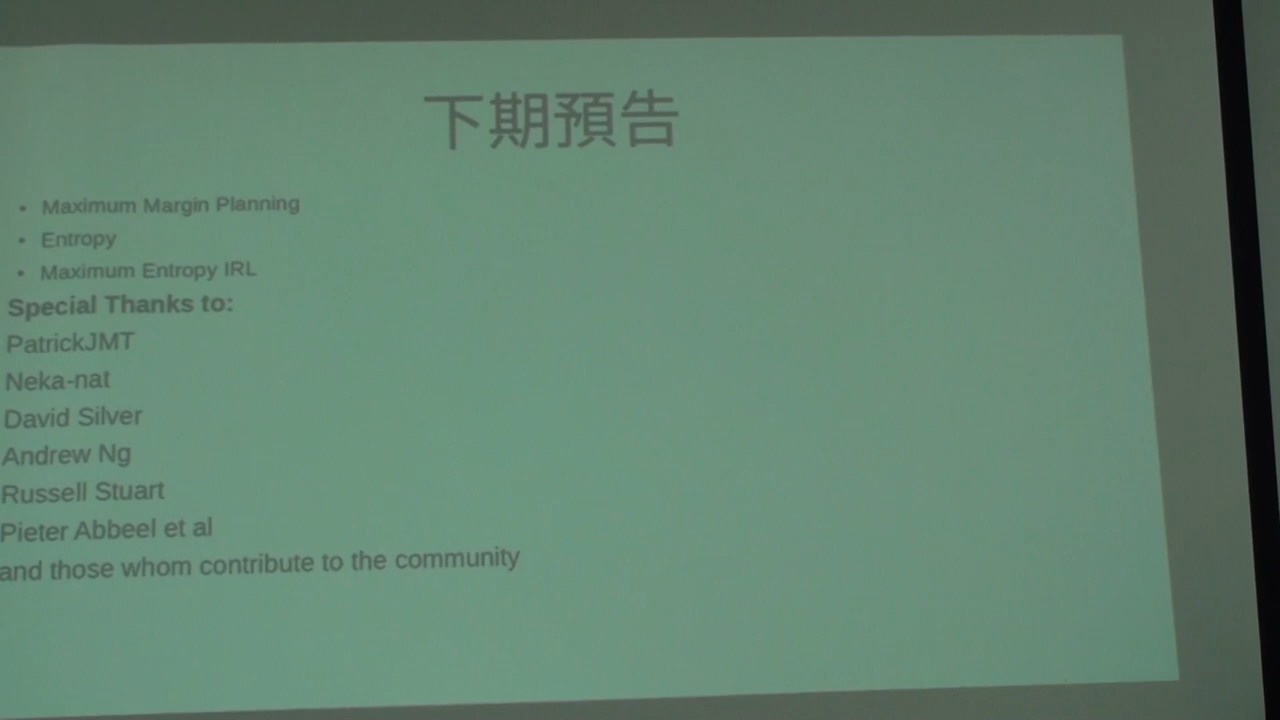 下期預告
• Maximum Margin Planning
• Entropy
• Maximum Entropy IRL
Special Thanks to:
PatrickJMT
Neka-nat
David Silver
Andrew Ng
Russell Stuart
Pieter Abbeel et al
and those whom contribute to the community